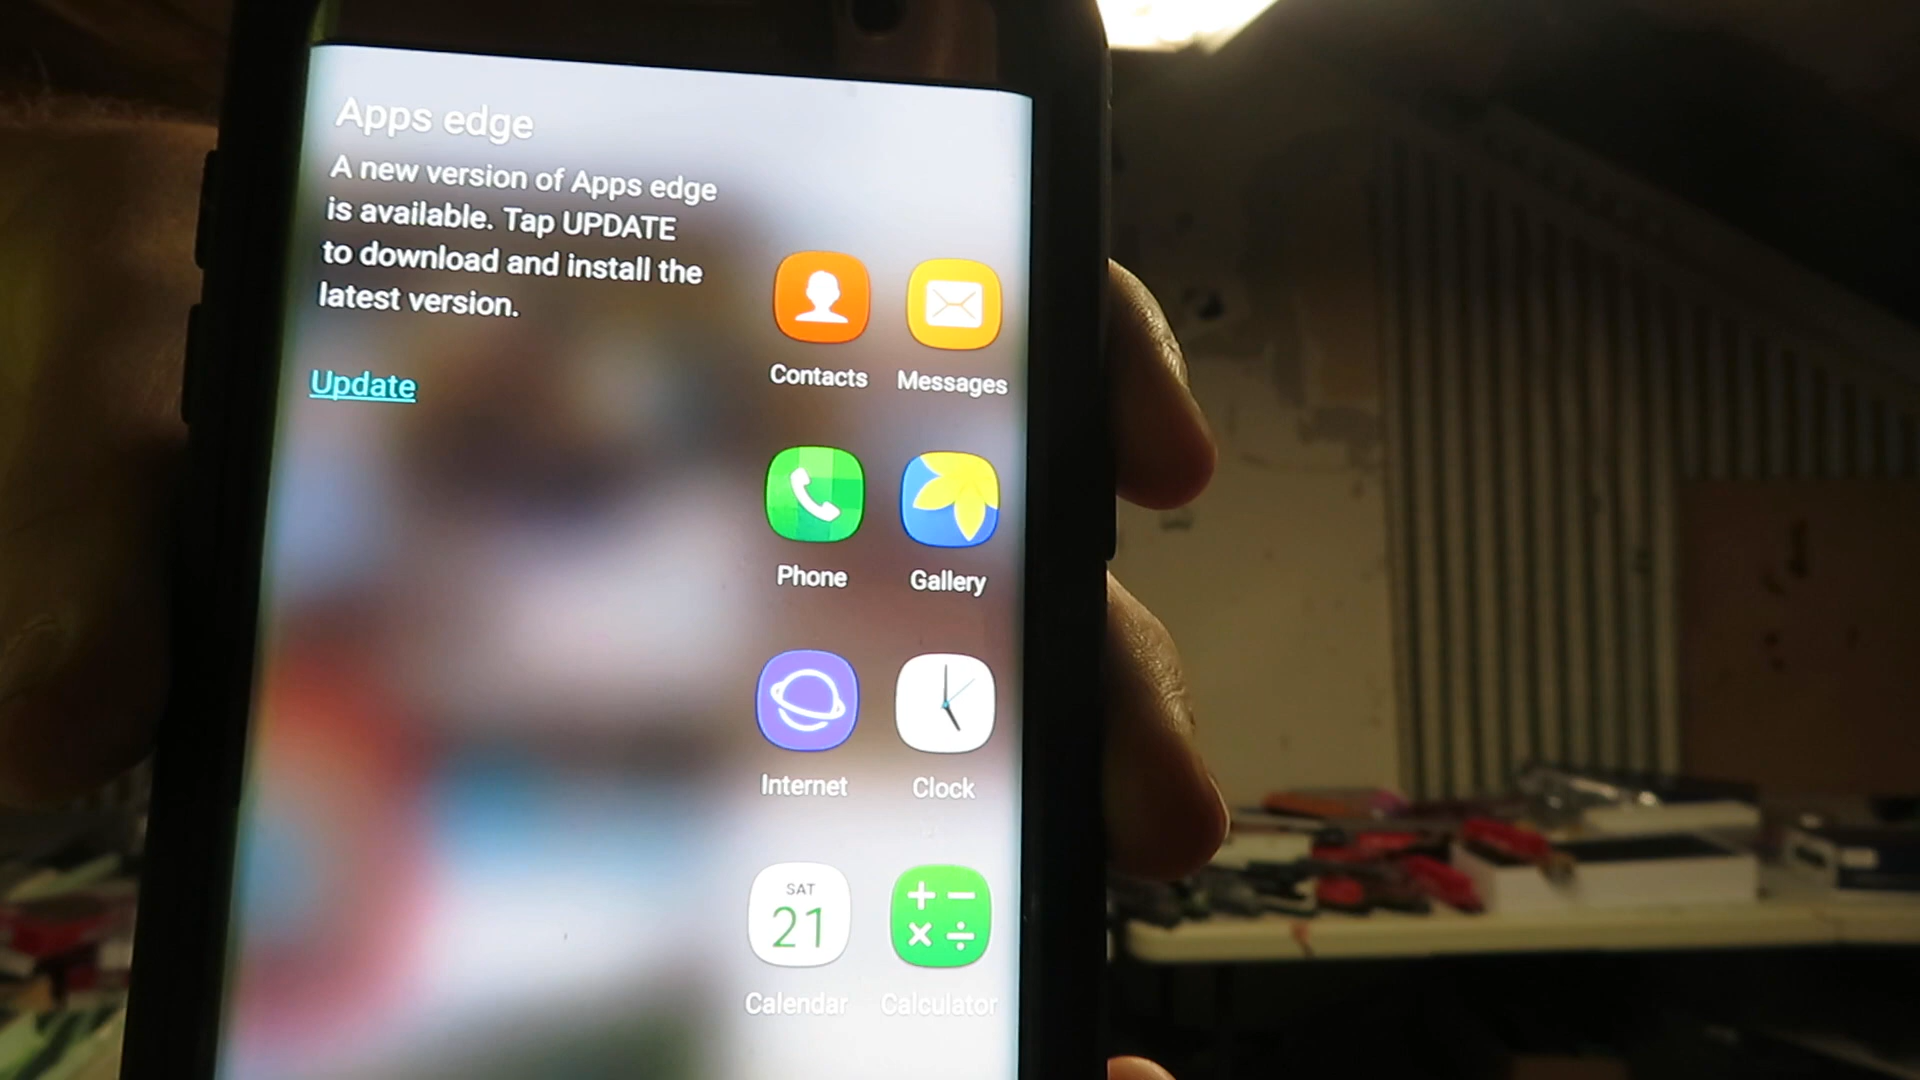 Apps edge
A new version of Apps edge
is available. Tap UPDATE
to download and install the
latest version.
Update
Contacts
Messages
Phone
Gallery
Internet
Clock
SAT
21
Calendar
Calculator